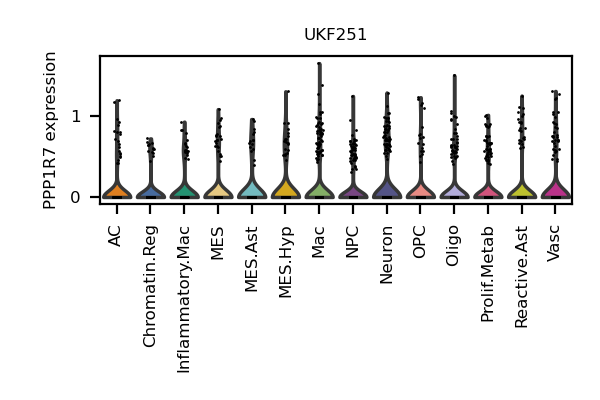 UKF251
PPP1R7 expression
1
0
AC
Chromatin.Reg
Inflammatory.Mac
MES
MES.Ast
MES.Hyp
Mac
NPC
Neuron
OPC
Oligo
Prolif.Metab
Reactive.Ast
Vasc